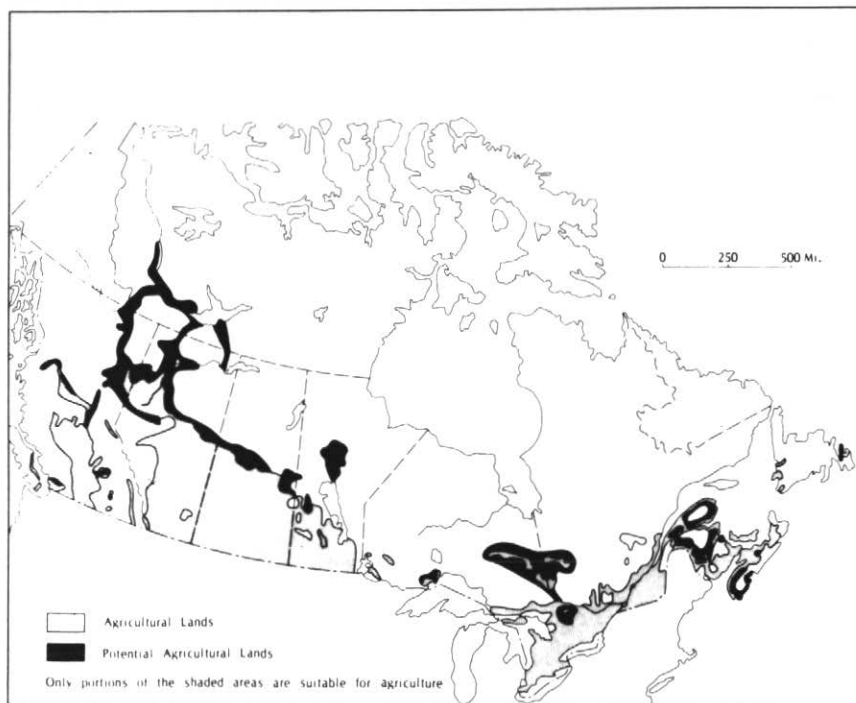 0 250 500 Mi.
Agricultural Lands
Potential Agricultural Lands
Only portions of the shaded areas are suitable for agriculture